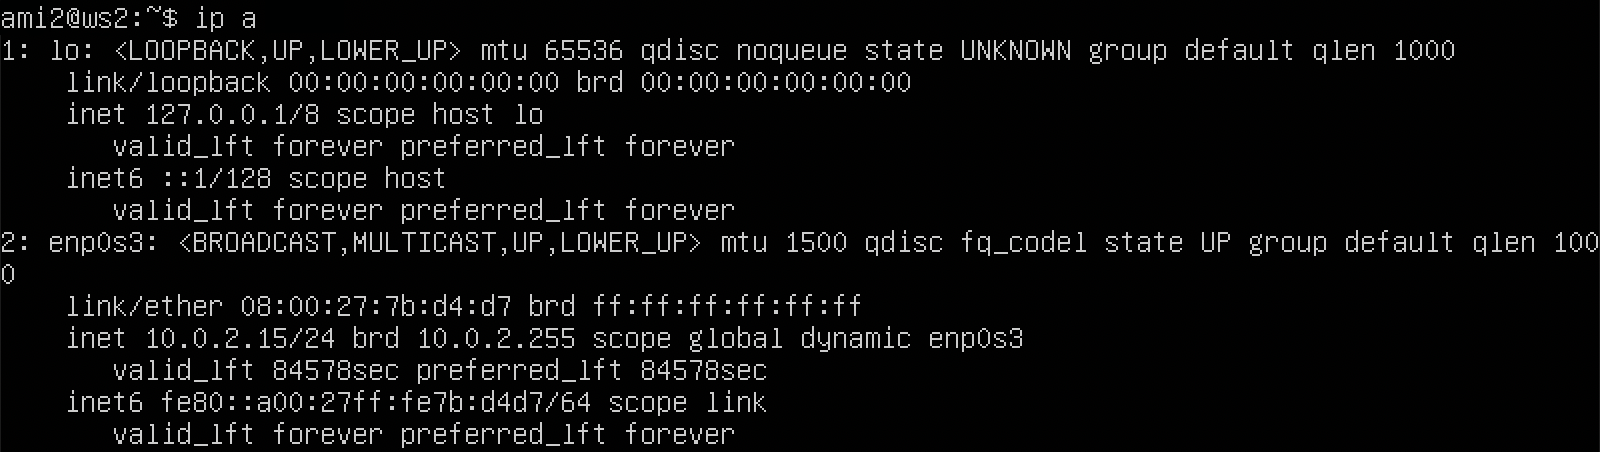 ami2@ws2:~$ ip a
1: lo: <LOOPBACK,UP,LOWER_UP> mtu 65536 qdisc noqueue state UNKNOWN group default qlen 1000
    link/loopback 00:00:00:00:00:00 brd 00:00:00:00:00:00
    inet 127.0.0.1/8 scope host lo
       valid_lft forever preferred_lft forever
    inet6 ::1/128 scope host
       valid_lft forever preferred_lft forever
2: enp0s3: <BROADCAST,MULTICAST,UP,LOWER_UP> mtu 1500 qdisc fq_codel state UP group default qlen 100
0
    link/ether 08:00:27:7b:d4:d7 brd ff:ff:ff:ff:ff:ff
    inet 10.0.2.15/24 brd 10.0.2.255 scope global dynamic enp0s3
       valid_lft 84578sec preferred_lft 84578sec
    inet6 fe80::a00:27ff:fe7b:d4d7/64 scope link
       valid_lft forever preferred_lft forever